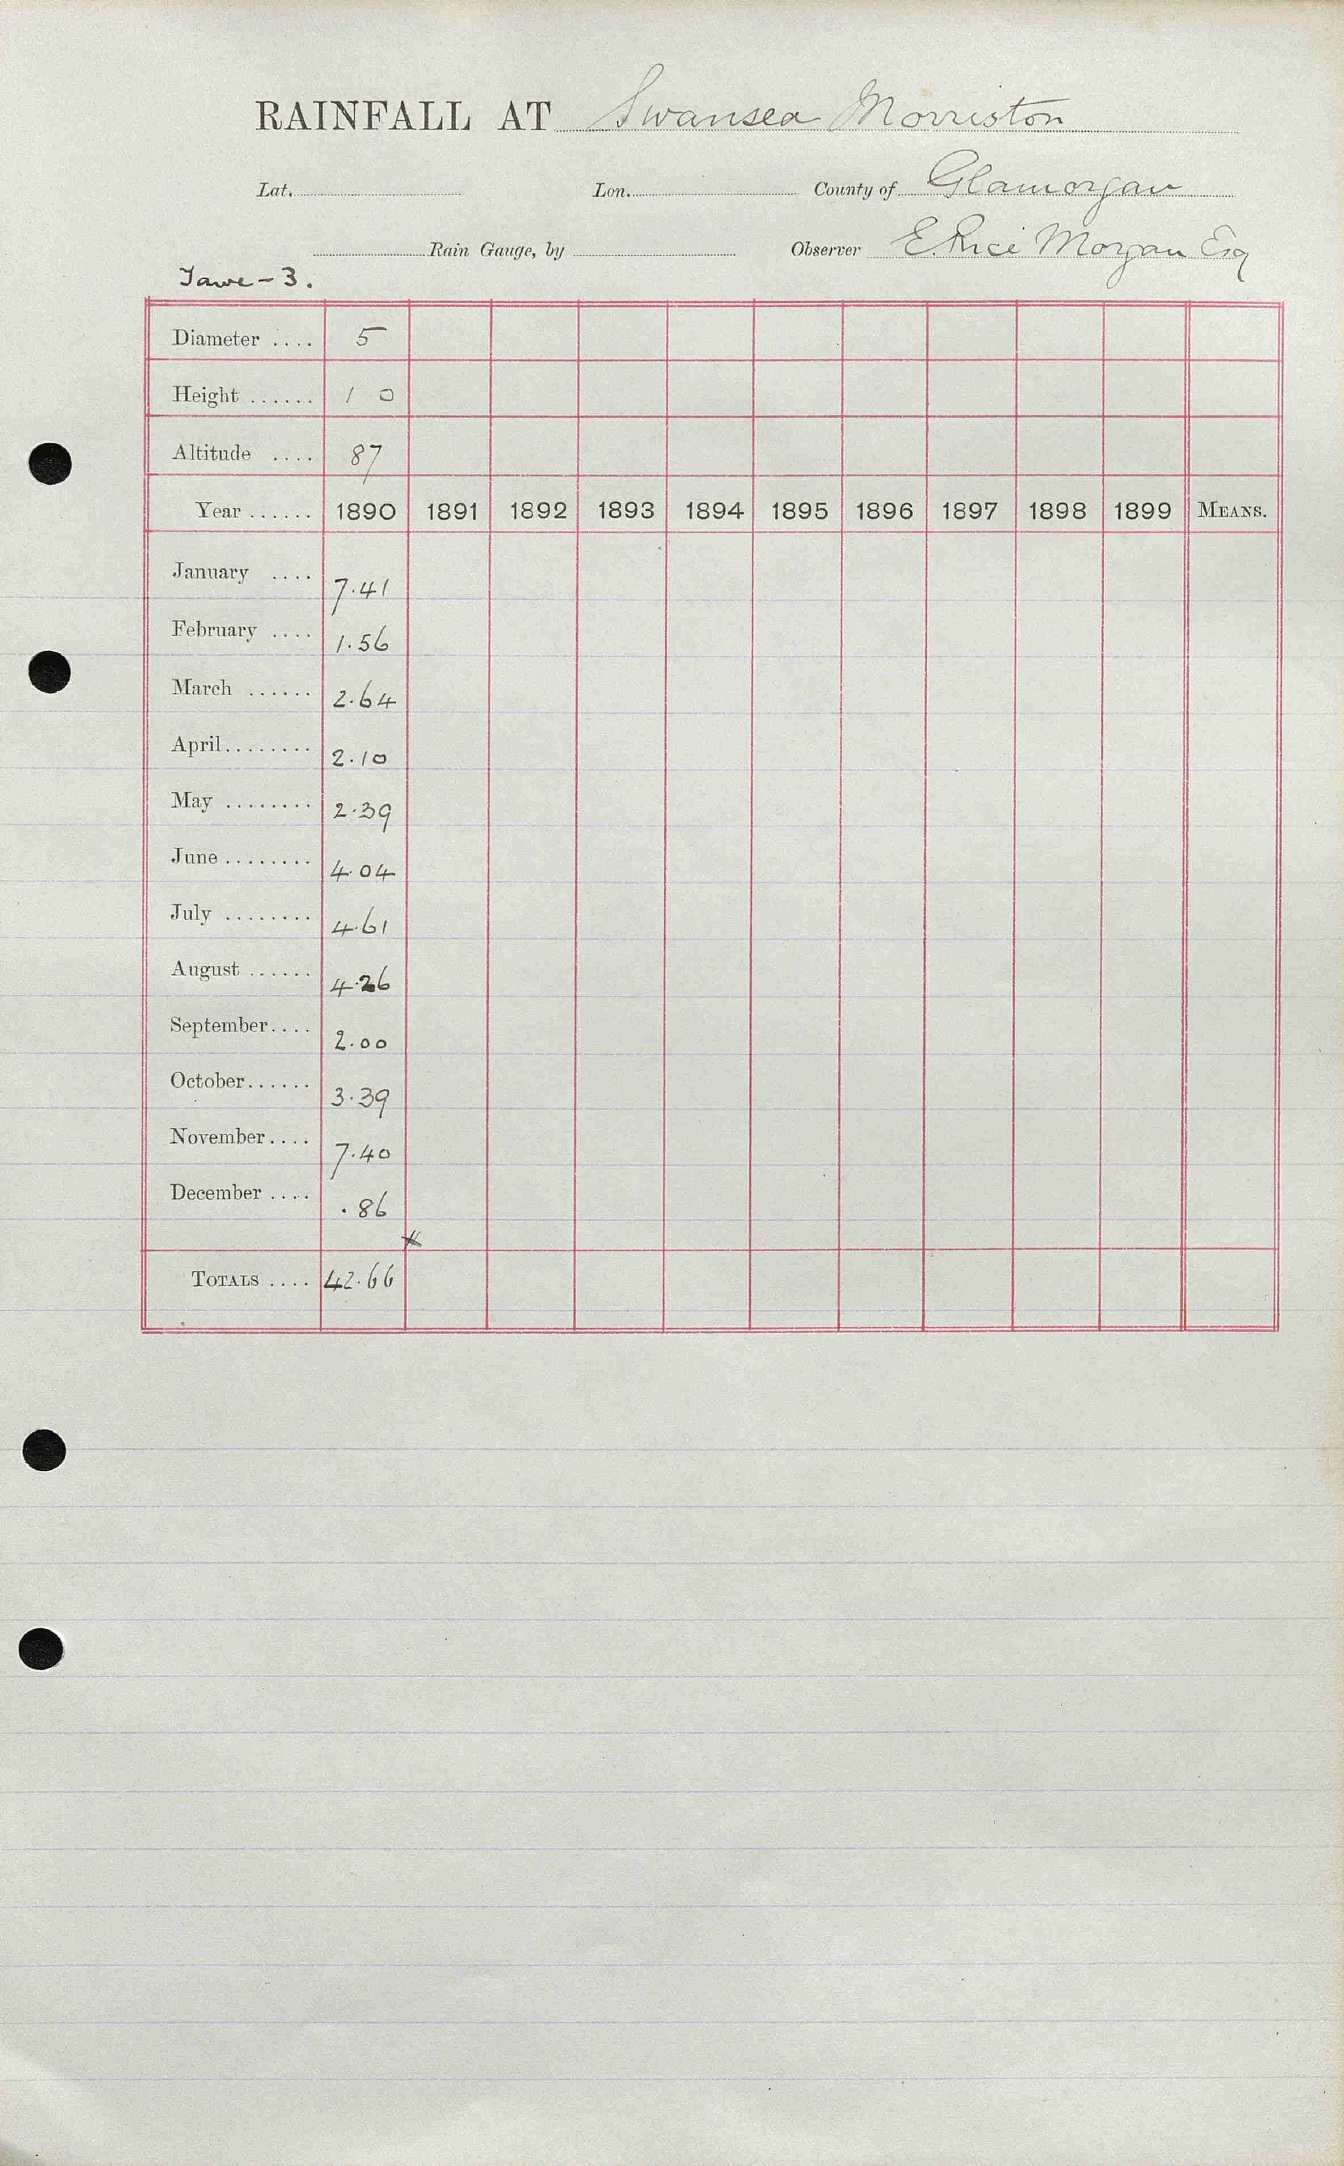 RAINFALL AT Swansea Morriston
Lat. Lon. County of Glamorgan
Rain Gauge, by Observer E. Rice Morgan Esq
Tawe - 3.
Diameter .... 5
Height ...... 1 0
Altitude .... 87
Year ...... 1890 1891 1892 1893 1894 1895 1896 1897 1898 1899 MEANS.
January .... 7.41
February .... 1.56
March ...... 2.64
April........ 2.10
May ........ 2.39
June ........ 4.04
July ........ 4.61
August ...... 4.26
September.... 2.00
October...... 3.39
November.... 7.40
December .... .86
TOTALS .... 42.66